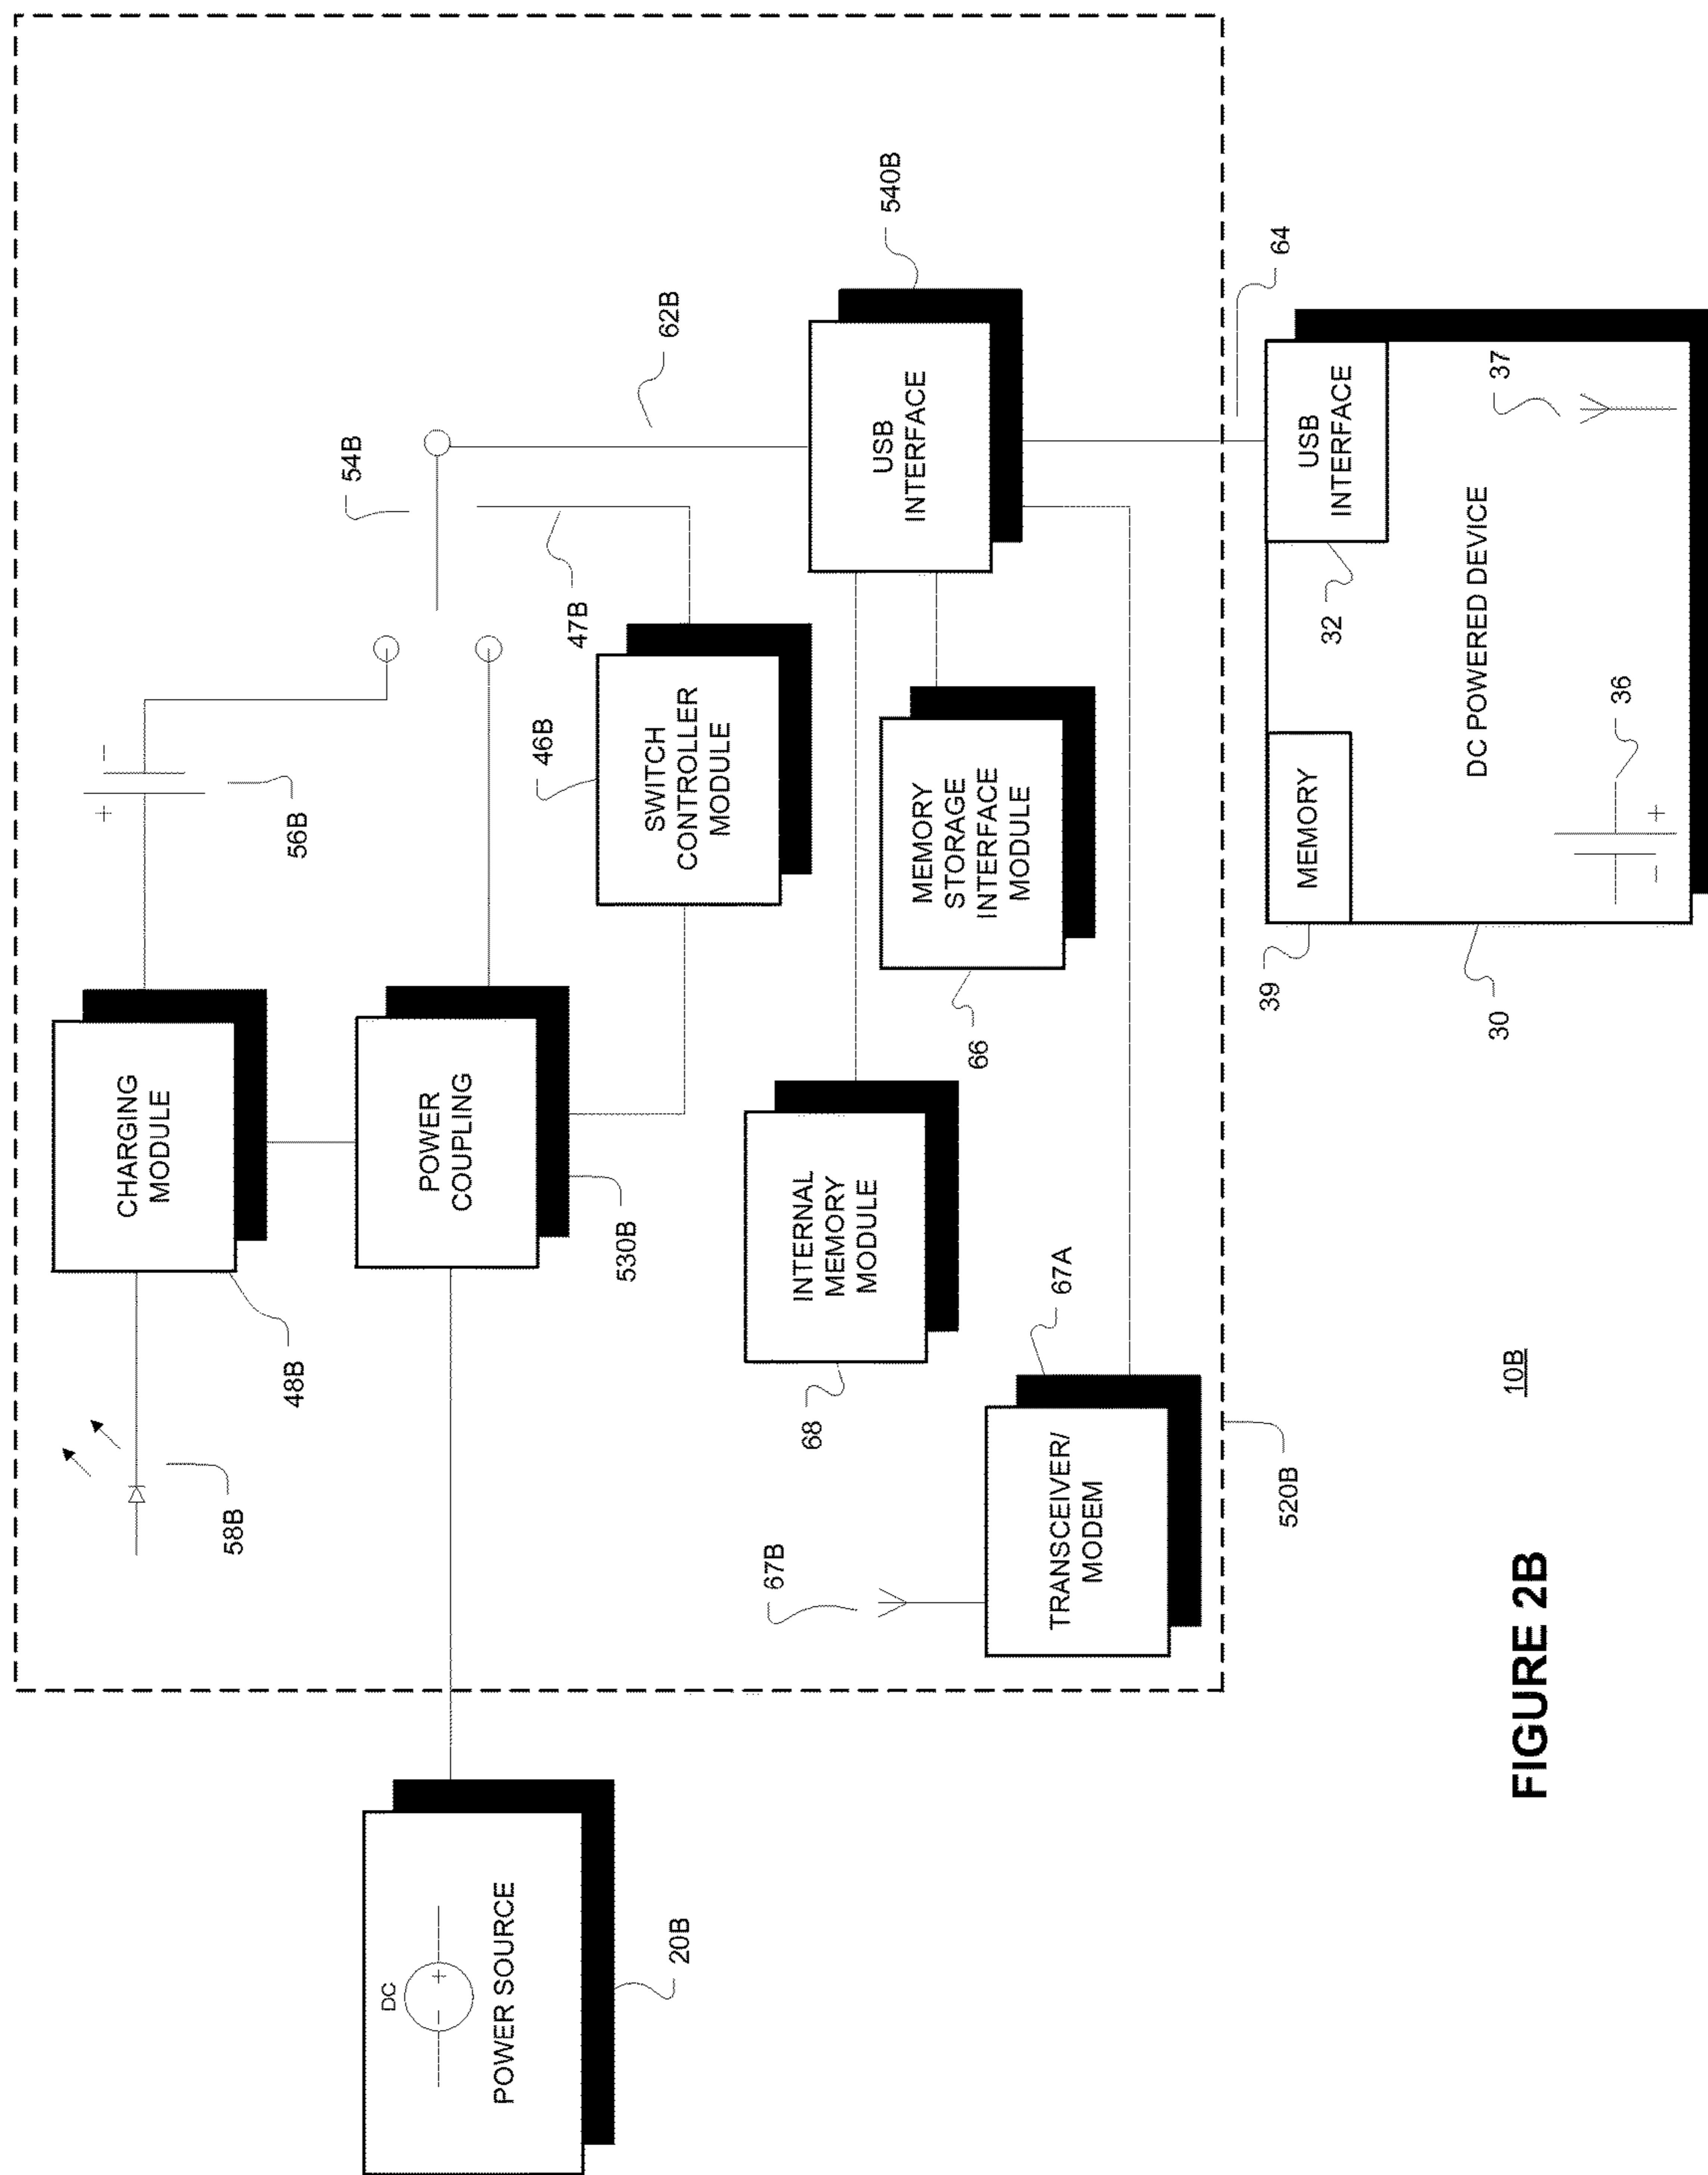 58B
CHARGING
MODULE
48B
+
-
56B
54B
DC
- +
POWER SOURCE
20B
POWER
COUPLING
530B
SWITCH
CONTROLLER
MODULE
46B
47B
62B
INTERNAL
MEMORY
MODULE
68
MEMORY
STORAGE
INTERFACE
MODULE
66
USB
INTERFACE
540B
67B
TRANSCEIVER/
MODEM
67A
520B
64
MEMORY
39
USB
INTERFACE
32
DC POWERED DEVICE
30
- +
36
37
10B
FIGURE 2B